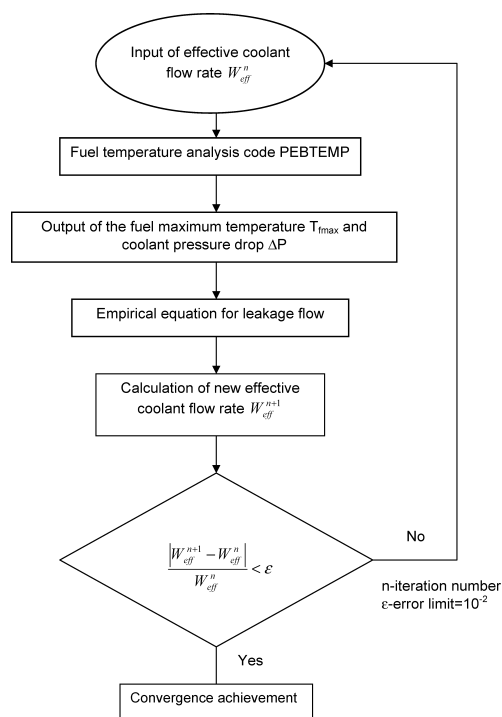 Input of effective coolant
flow rate W_eff^n
Fuel temperature analysis code PEBTEMP
Output of the fuel maximum temperature T_fmax and
coolant pressure drop ΔP
Empirical equation for leakage flow
Calculation of new effective
coolant flow rate W_eff^{n+1}
|W_eff^{n+1} − W_eff^n| / W_eff^n < ε
No
n-iteration number
ε-error limit=10^-2
Yes
Convergence achievement